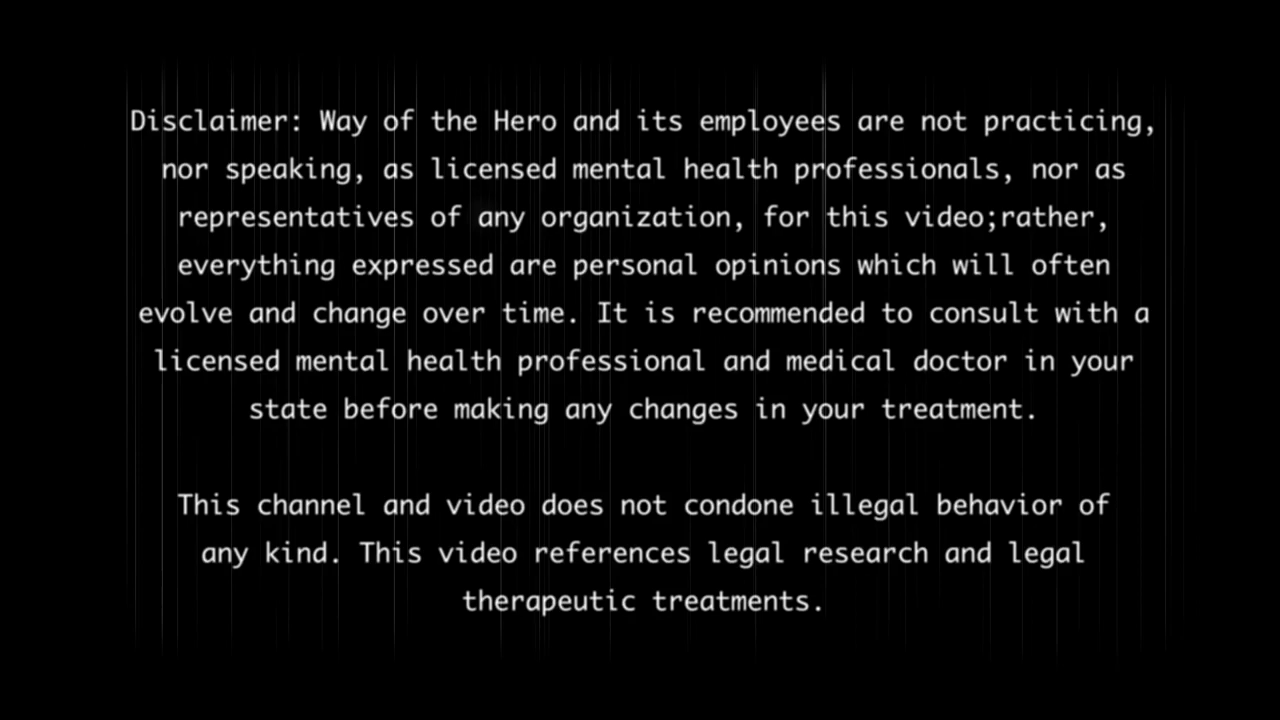 Disclaimer: Way of the Hero and its employees are not practicing,
nor speaking, as licensed mental health professionals, nor as
representatives of any organization, for this video;rather,
everything expressed are personal opinions which will often
evolve and change over time. It is recommended to consult with a
licensed mental health professional and medical doctor in your
state before making any changes in your treatment.
This channel and video does not condone illegal behavior of
any kind. This video references legal research and legal
therapeutic treatments.